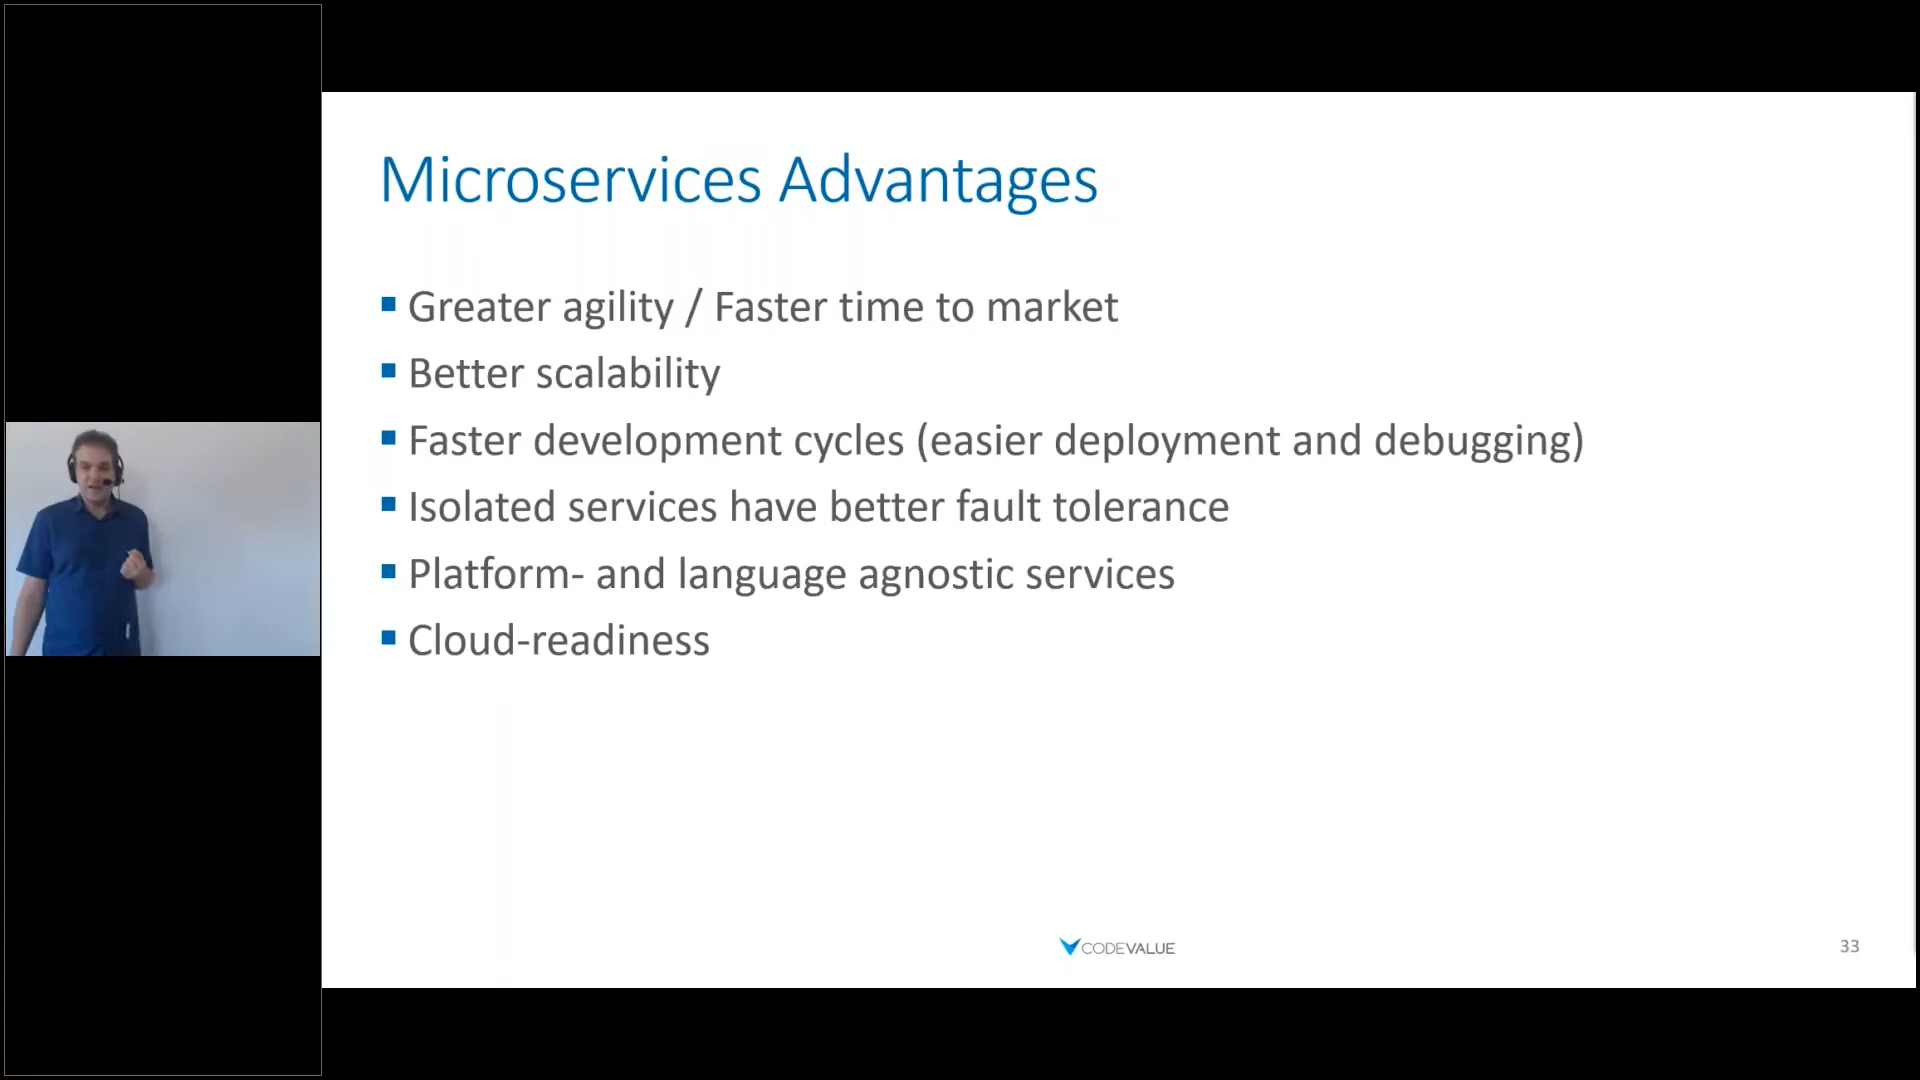 Microservices Advantages
Greater agility / Faster time to market
Better scalability
Faster development cycles (easier deployment and debugging)
Isolated services have better fault tolerance
Platform- and language agnostic services
Cloud-readiness
CODEVALUE
33